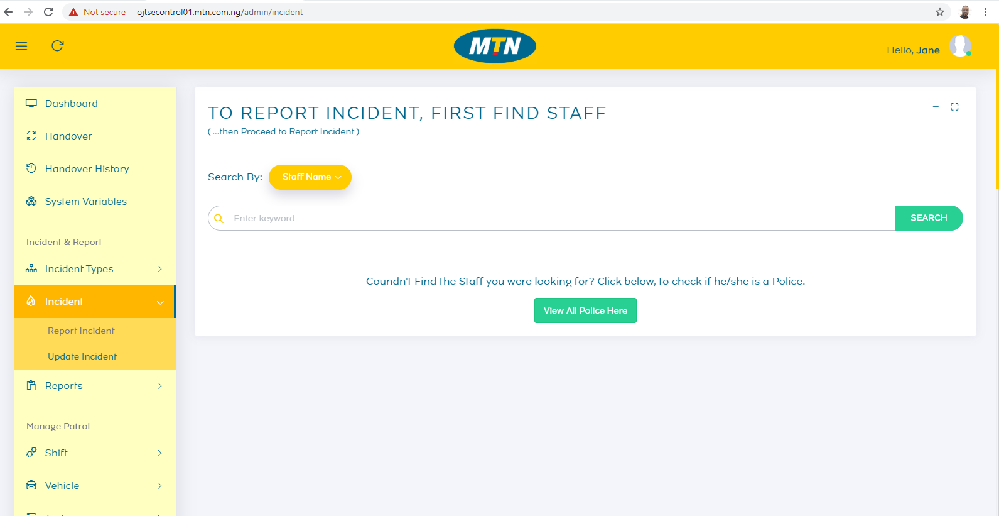 Not secure | ojtsecontrol01.mtn.com.ng/admin/incident
MTN
Hello, Jane
Dashboard
Handover
Handover History
System Variables
Incident & Report
Incident Types
Incident
Report Incident
Update Incident
Reports
Manage Patrol
Shift
Vehicle
TO REPORT INCIDENT, FIRST FIND STAFF
( ...then Proceed to Report Incident )
Search By: Staff Name
Enter keyword
SEARCH
Coundn't Find the Staff you were looking for? Click below, to check if he/she is a Police.
View All Police Here